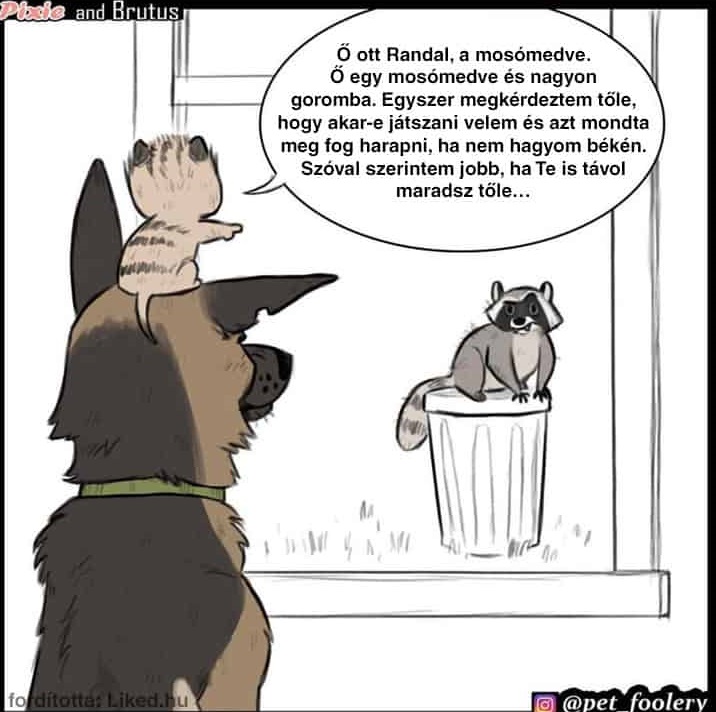 Pixie and Brutus
Ő ott Randal, a mosómedve.
Ő egy mosómedve és nagyon
goromba. Egyszer megkérdeztem tőle,
hogy akar-e játszani velem és azt mondta
meg fog harapni, ha nem hagyom békén.
Szóval szerintem jobb, ha Te is távol
maradsz tőle...
fordította: Liked.hu
@pet_foolery